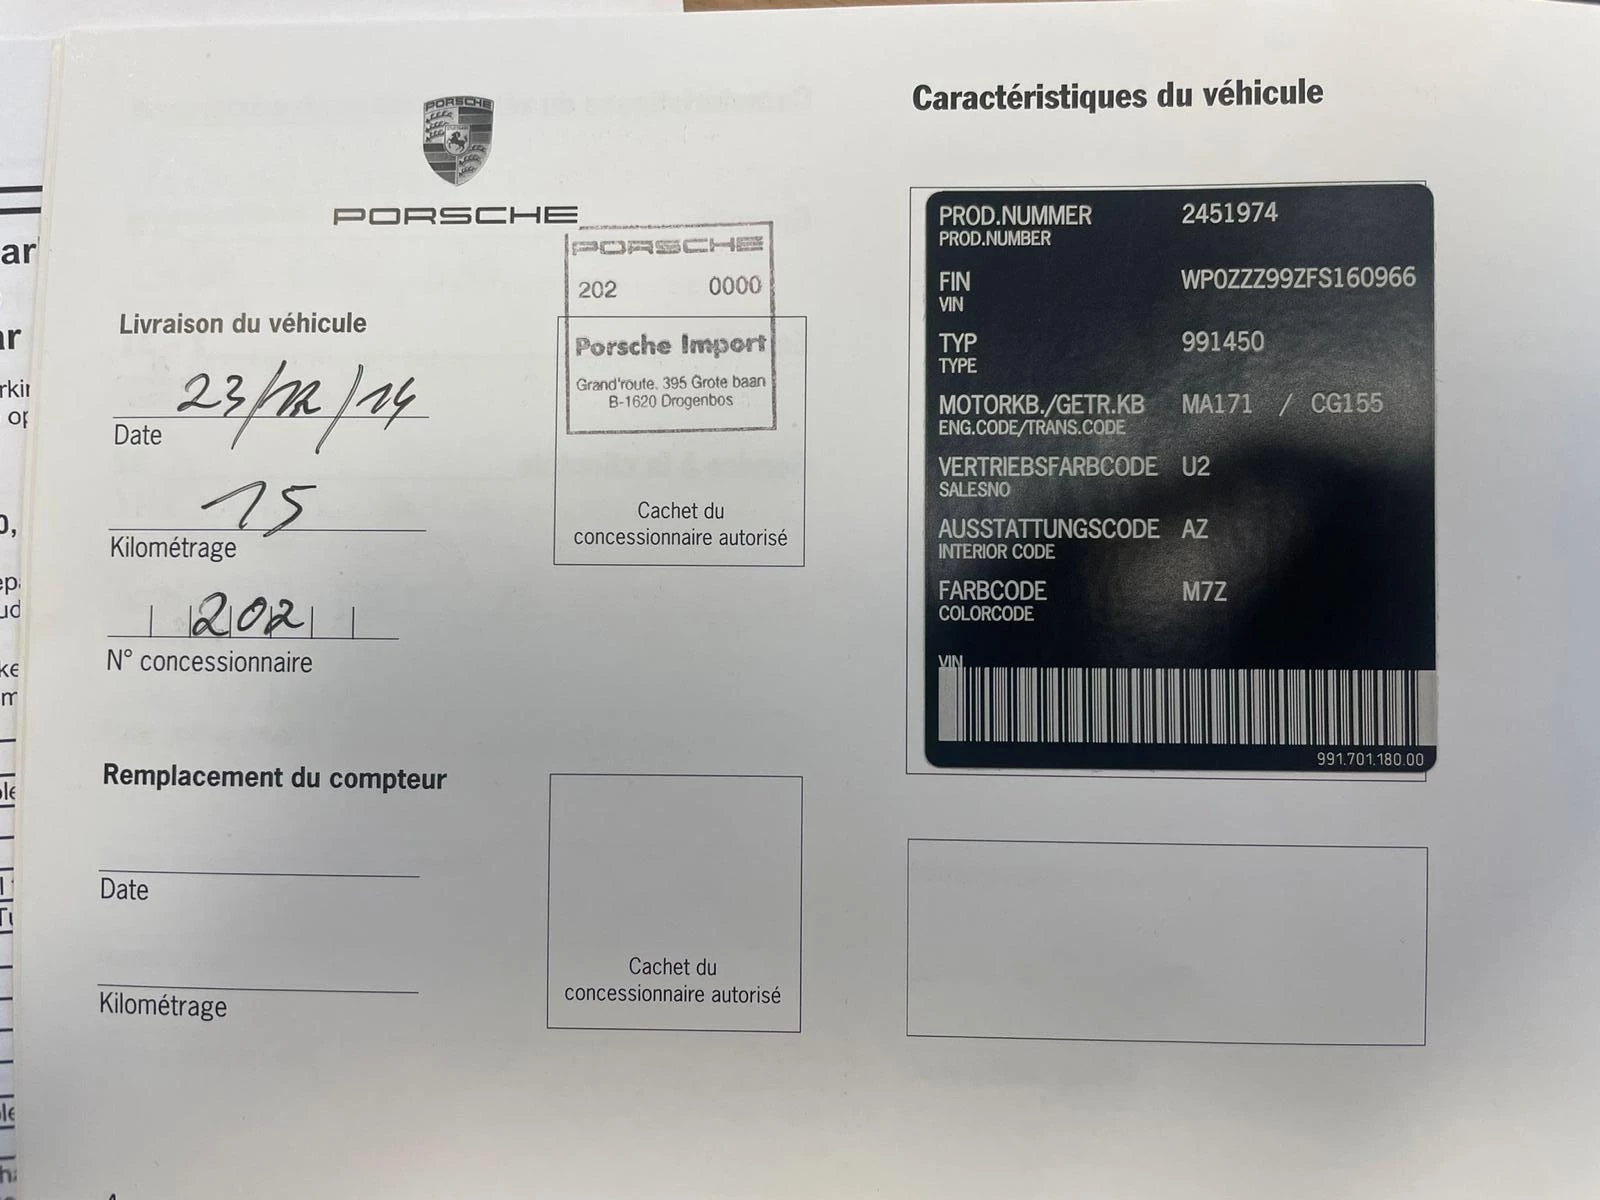 PORSCHE
PORSCHE
PORSCHE
202 0000
Porsche Import
Grand'route, 395 Grote baan
B-1620 Drogenbos
Livraison du véhicule
23/12/14
Date
15
Kilométrage
202
N° concessionnaire
Cachet du
concessionnaire autorisé
Remplacement du compteur
Date
Kilométrage
Cachet du
concessionnaire autorisé
Caractéristiques du véhicule
PROD.NUMMER 2451974
PROD.NUMBER
FIN WP0ZZZ99ZFS160966
VIN
TYP 991450
TYPE
MOTORKB./GETR.KB MA171 / CG155
ENG.CODE/TRANS.CODE
VERTRIEBSFARBCODE U2
SALESNO
AUSSTATTUNGSCODE AZ
INTERIOR CODE
FARBCODE M7Z
COLORCODE
VIN
991.701.180.00